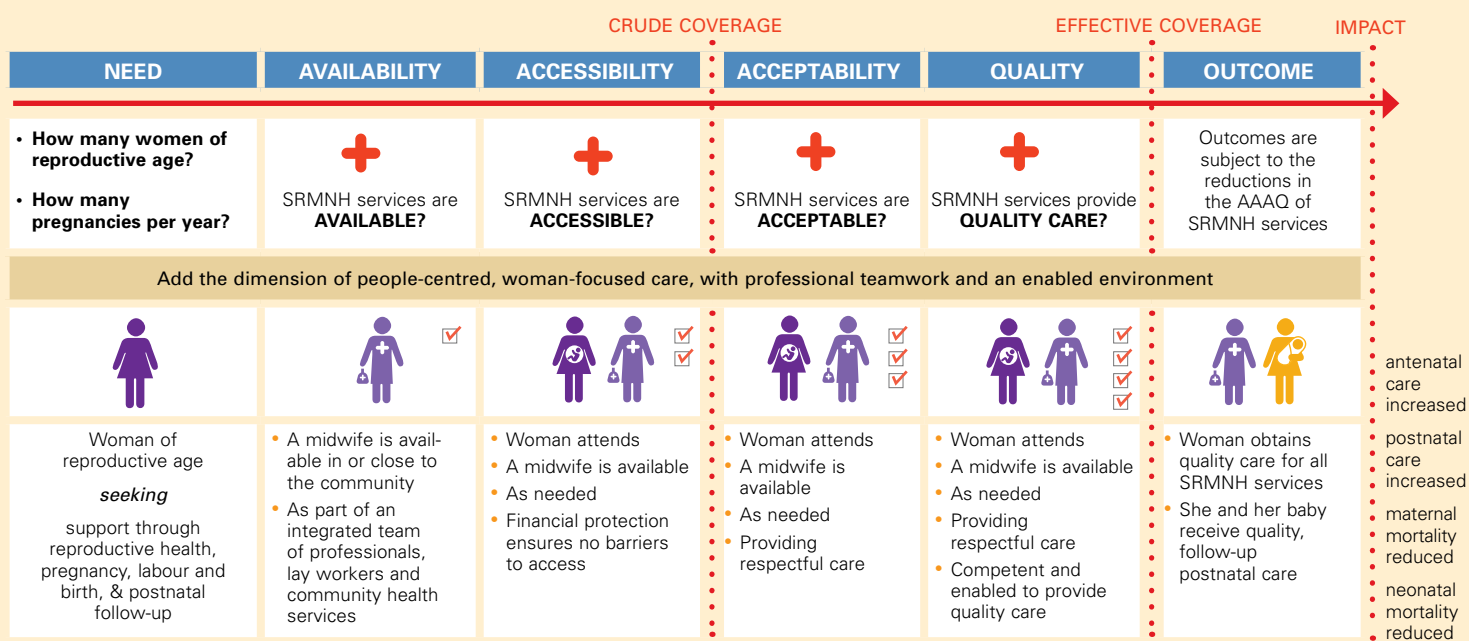 CRUDE COVERAGE
EFFECTIVE COVERAGE
IMPACT
NEED
AVAILABILITY
ACCESSIBILITY
ACCEPTABILITY
QUALITY
OUTCOME
• How many women of
reproductive age?
• How many
pregnancies per year?
SRMNH services are
AVAILABLE?
SRMNH services are
ACCESSIBLE?
SRMNH services are
ACCEPTABLE?
SRMNH services provide
QUALITY CARE?
Outcomes are
subject to the
reductions in
the AAAQ of
SRMNH services
Add the dimension of people-centred, woman-focused care, with professional teamwork and an enabled environment
Woman of
reproductive age
seeking
support through
reproductive health,
pregnancy, labour and
birth, & postnatal
follow-up
• A midwife is avail-
able in or close to
the community
• As part of an
integrated team
of professionals,
lay workers and
community health
services
• Woman attends
• A midwife is available
• As needed
• Financial protection
ensures no barriers
to access
• Woman attends
• A midwife is
available
• As needed
• Providing
respectful care
• Woman attends
• A midwife is available
• As needed
• Providing
respectful care
• Competent and
enabled to provide
quality care
• Woman obtains
quality care for all
SRMNH services
• She and her baby
receive quality,
follow-up
postnatal care
antenatal
care
increased
postnatal
care
increased
maternal
mortality
reduced
neonatal
mortality
reduced